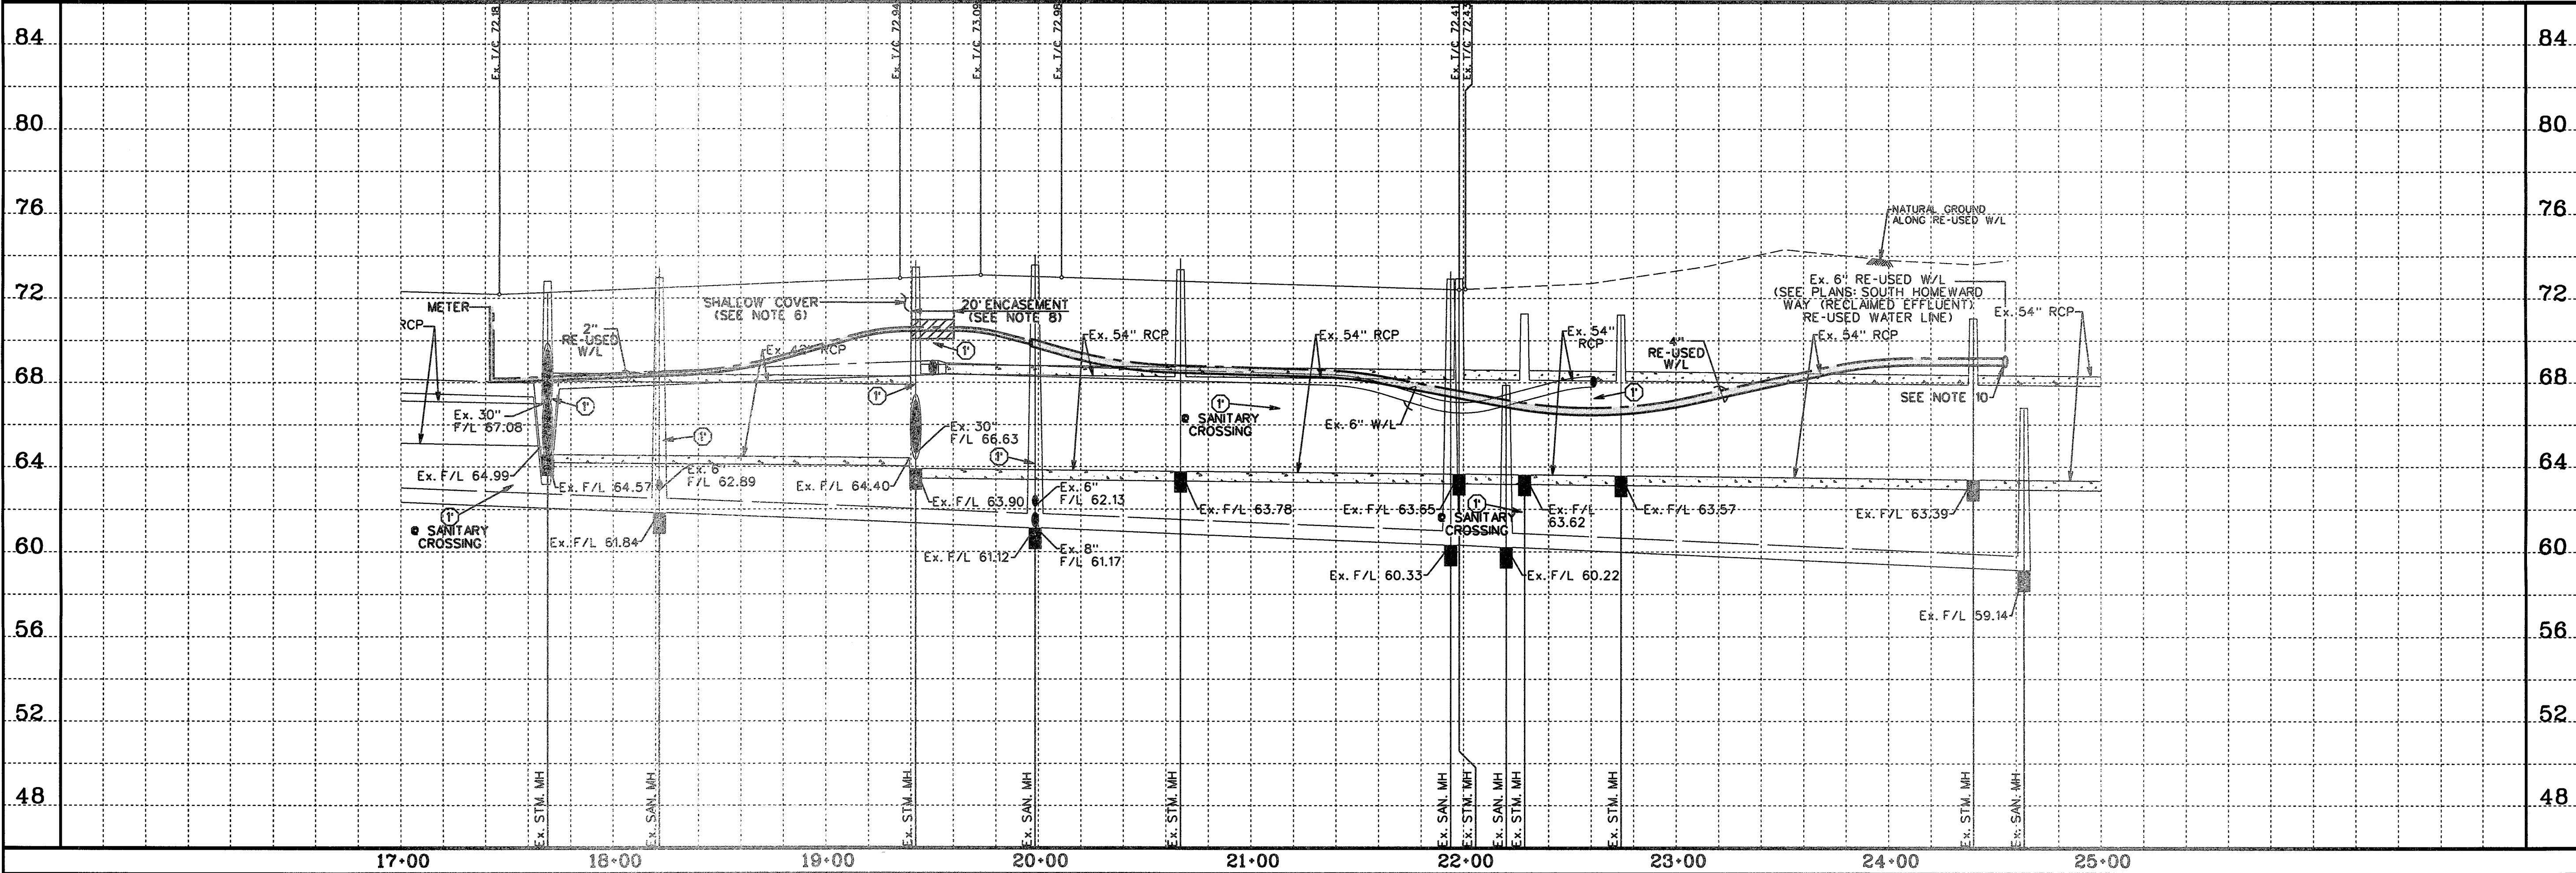 Ex. T/C 72.18
Ex. T/C 72.94
Ex. T/C 73.09
Ex. T/C 72.98
Ex. T/C 72.41
Ex. T/C 72.43
84
84
80
80
76
76
NATURAL GROUND
ALONG RE-USED W/L
72
72
METER
RCP
2"
RE-USED
W/L
SHALLOW COVER
(SEE NOTE 6)
20' ENCASEMENT
(SEE NOTE 8)
Ex. 6" RE-USED W/L
(SEE PLANS: SOUTH HOMEWARD
WAY (RECLAIMED EFFLUENT)
RE-USED WATER LINE)
Ex. 54" RCP
RCP
1'
Ex. 54" RCP
Ex. 54" RCP
Ex. 54"
RCP
4"
RE-USED
W/L
Ex. 54" RCP
68
68
Ex. 30"
F/L 67.08
1'
1'
1'
@ SANITARY
CROSSING
Ex. 6" W/L
1'
SEE NOTE 10
1'
Ex. 30"
F/L 66.63
1'
64
64
Ex. F/L 64.99
Ex. F/L 64.57
Ex. 6"
F/L 62.89
Ex. F/L 64.40
Ex. F/L 63.90
Ex. 6"
F/L 62.13
Ex. F/L 63.78
Ex. F/L 63.65
1'
Ex. F/L
63.62
Ex. F/L 63.57
Ex. F/L 63.39
1'
@ SANITARY
CROSSING
@ SANITARY
CROSSING
Ex. F/L 61.84
60
60
Ex. F/L 61.12
Ex. 8"
F/L 61.17
Ex. F/L 60.33
Ex. F/L 60.22
Ex. F/L 59.14
56
56
52
52
48
48
Ex. STM. MH
Ex. SAN. MH
Ex. STM. MH
Ex. SAN. MH
Ex. STM. MH
Ex. SAN. MH
Ex. STM. MH
Ex. SAN. MH
Ex. STM. MH
Ex. STM. MH
Ex. STM. MH
Ex. SAN. MH
17+00
18+00
19+00
20+00
21+00
22+00
23+00
24+00
25+00